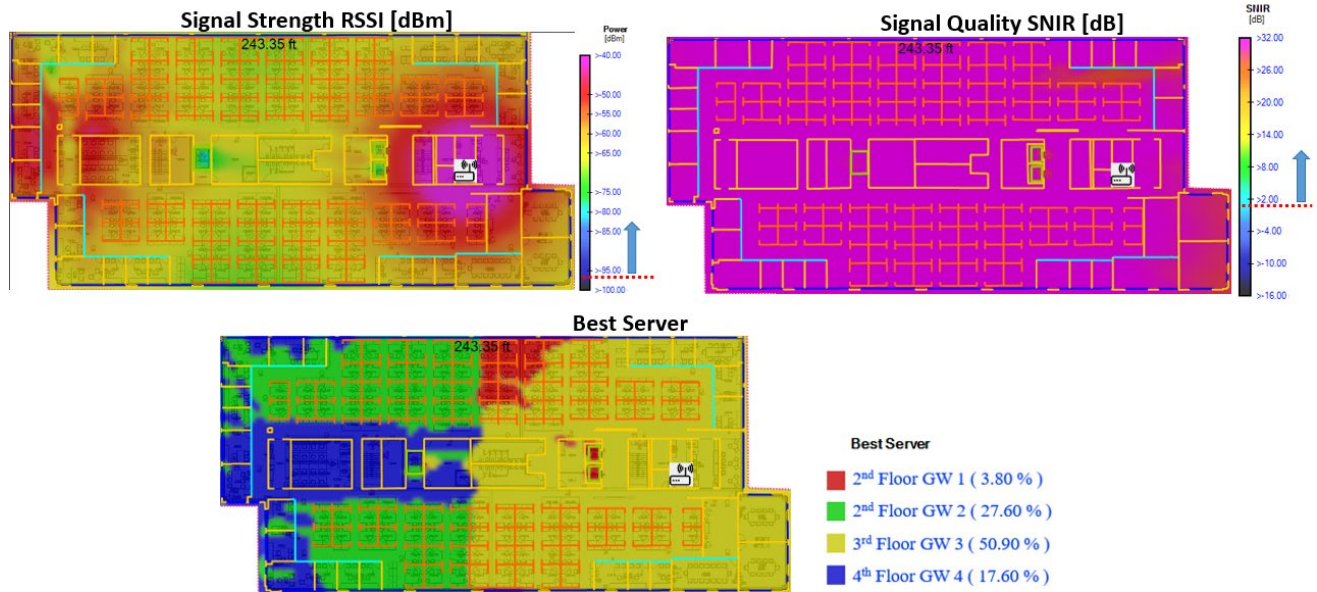 Signal Strength RSSI [dBm]
Signal Quality SNIR [dB]
243.35 ft
Power
[dBm]
>-40.00
>-50.00
>-55.00
>-60.00
>-65.00
>-70.00
>-75.00
>-80.00
>-85.00
>-95.00
>-100.00
243.35 ft
SNIR
[dB]
>32.00
>26.00
>20.00
>14.00
>8.00
>2.00
>-4.00
>-10.00
>-16.00
Best Server
243.35 ft
Best Server
2nd Floor GW 1 ( 3.80 % )
2nd Floor GW 2 ( 27.60 % )
3rd Floor GW 3 ( 50.90 % )
4th Floor GW 4 ( 17.60 % )